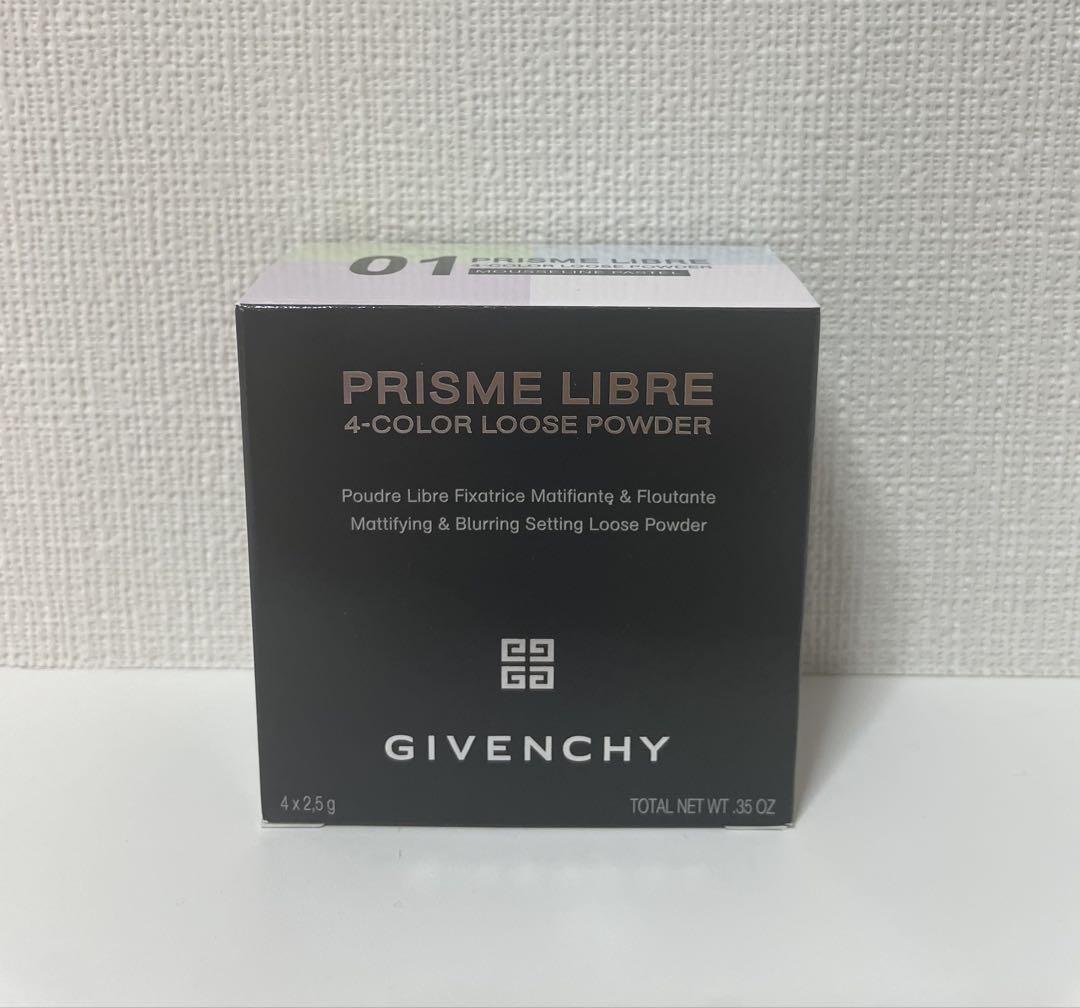 01 PRISME LIBRE
4-COLOR LOOSE POWDER
MOUSSELINE PASTEL
PRISME LIBRE
4-COLOR LOOSE POWDER
Poudre Libre Fixatrice Matifiante & Floutante
Mattifying & Blurring Setting Loose Powder
GIVENCHY
4 x 2,5 g
TOTAL NET WT .35 OZ